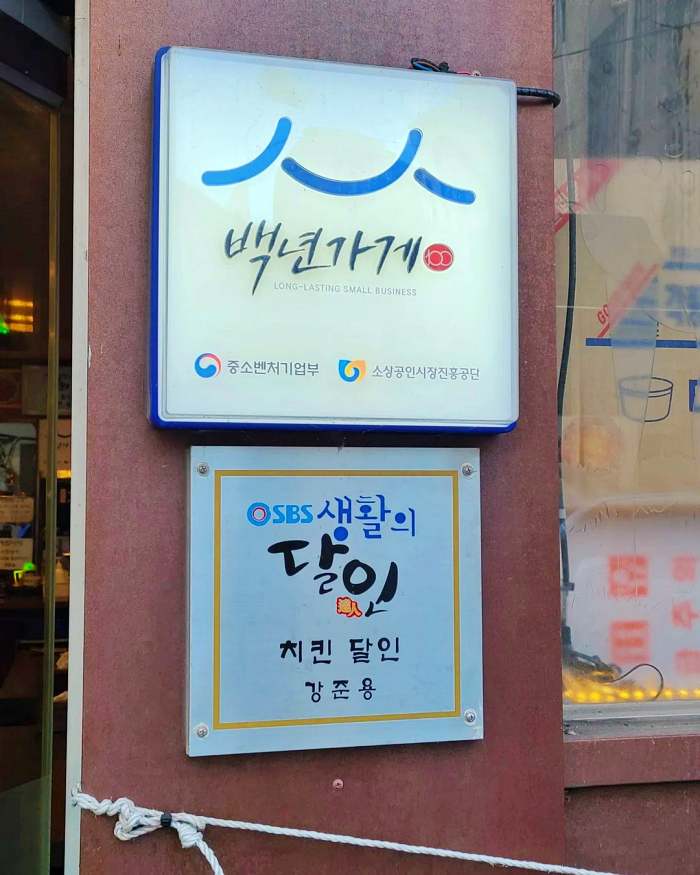 백년가게 100
LONG-LASTING SMALL BUSINESS
중소벤처기업부 소상공인시장진흥공단
SBS 생활의
달인
達人
치킨 달인
강준용